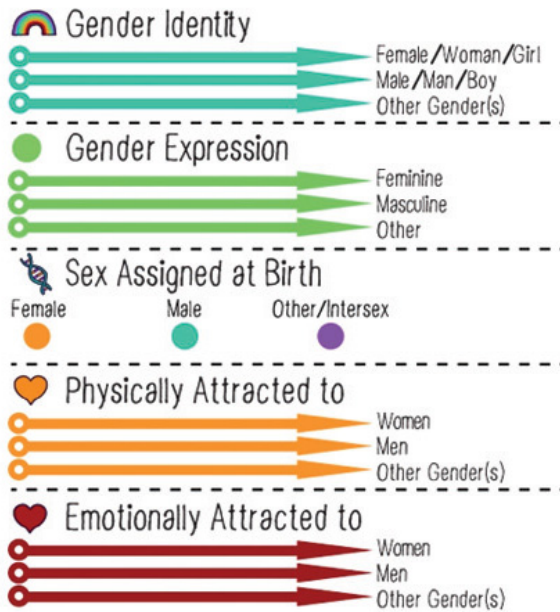 Gender Identity
Female/Woman/Girl
Male/Man/Boy
Other Gender(s)
Gender Expression
Feminine
Masculine
Other
Sex Assigned at Birth
Female Male Other/Intersex
Physically Attracted to
Women
Men
Other Gender(s)
Emotionally Attracted to
Women
Men
Other Gender(s)